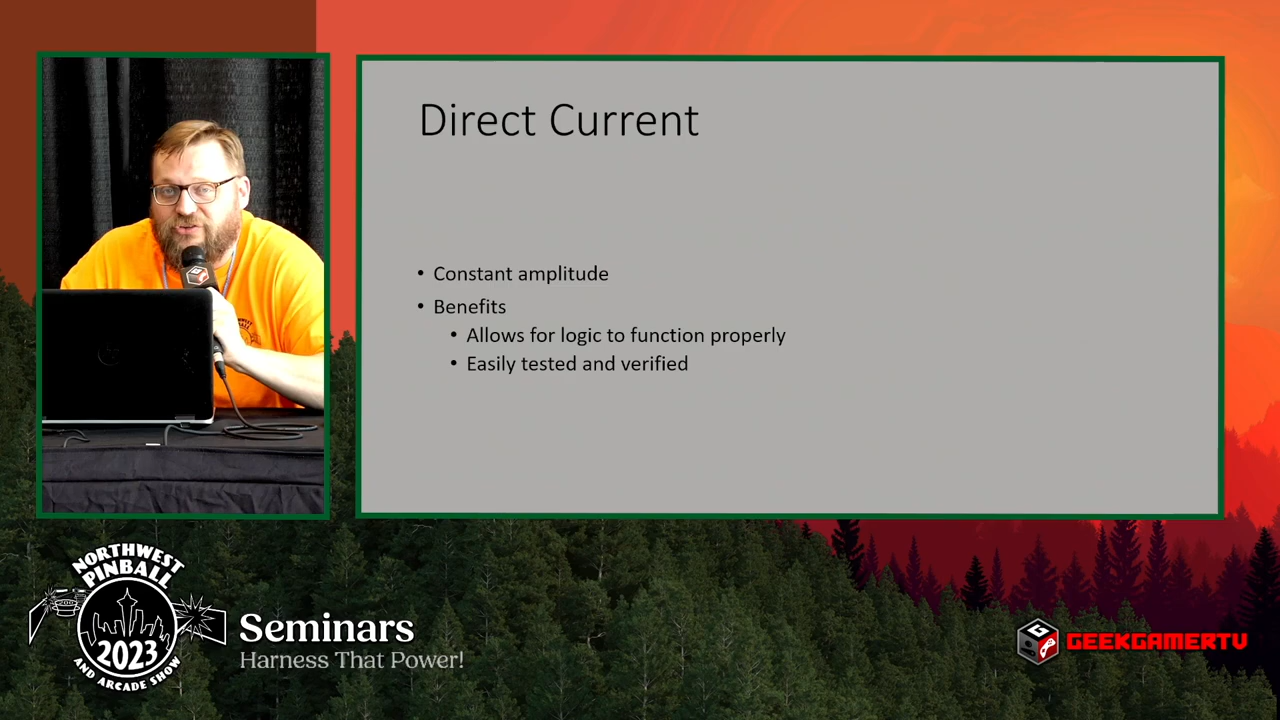 Direct Current
• Constant amplitude
• Benefits
• Allows for logic to function properly
• Easily tested and verified
NORTHWEST
PINBALL
2023
AND ARCADE SHOW
Seminars
Harness That Power!
GEEKGAMERTV